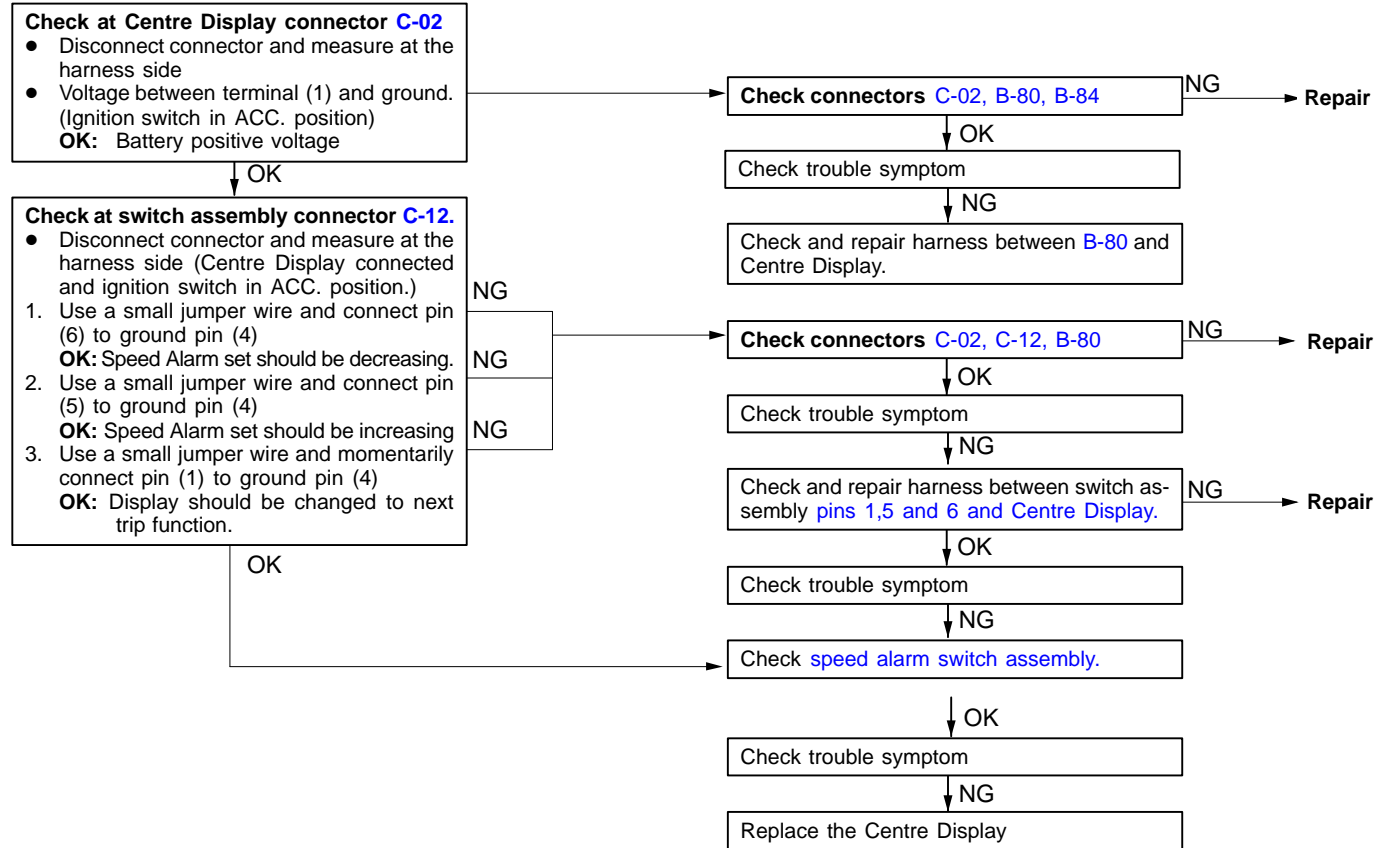 Check at Centre Display connector C-02
● Disconnect connector and measure at the
harness side
● Voltage between terminal (1) and ground.
(Ignition switch in ACC. position)
OK: Battery positive voltage
OK
Check at switch assembly connector C-12.
● Disconnect connector and measure at the
harness side (Centre Display connected
and ignition switch in ACC. position.)
1. Use a small jumper wire and connect pin
(6) to ground pin (4)
OK: Speed Alarm set should be decreasing.
2. Use a small jumper wire and connect pin
(5) to ground pin (4)
OK: Speed Alarm set should be increasing
3. Use a small jumper wire and momentarily
connect pin (1) to ground pin (4)
OK: Display should be changed to next
trip function.
NG
NG
NG
OK
Check connectors C-02, B-80, B-84
NG
Repair
OK
Check trouble symptom
NG
Check and repair harness between B-80 and
Centre Display.
Check connectors C-02, C-12, B-80
NG
Repair
OK
Check trouble symptom
NG
Check and repair harness between switch as-
sembly pins 1,5 and 6 and Centre Display.
NG
Repair
OK
Check trouble symptom
NG
Check speed alarm switch assembly.
OK
Check trouble symptom
NG
Replace the Centre Display